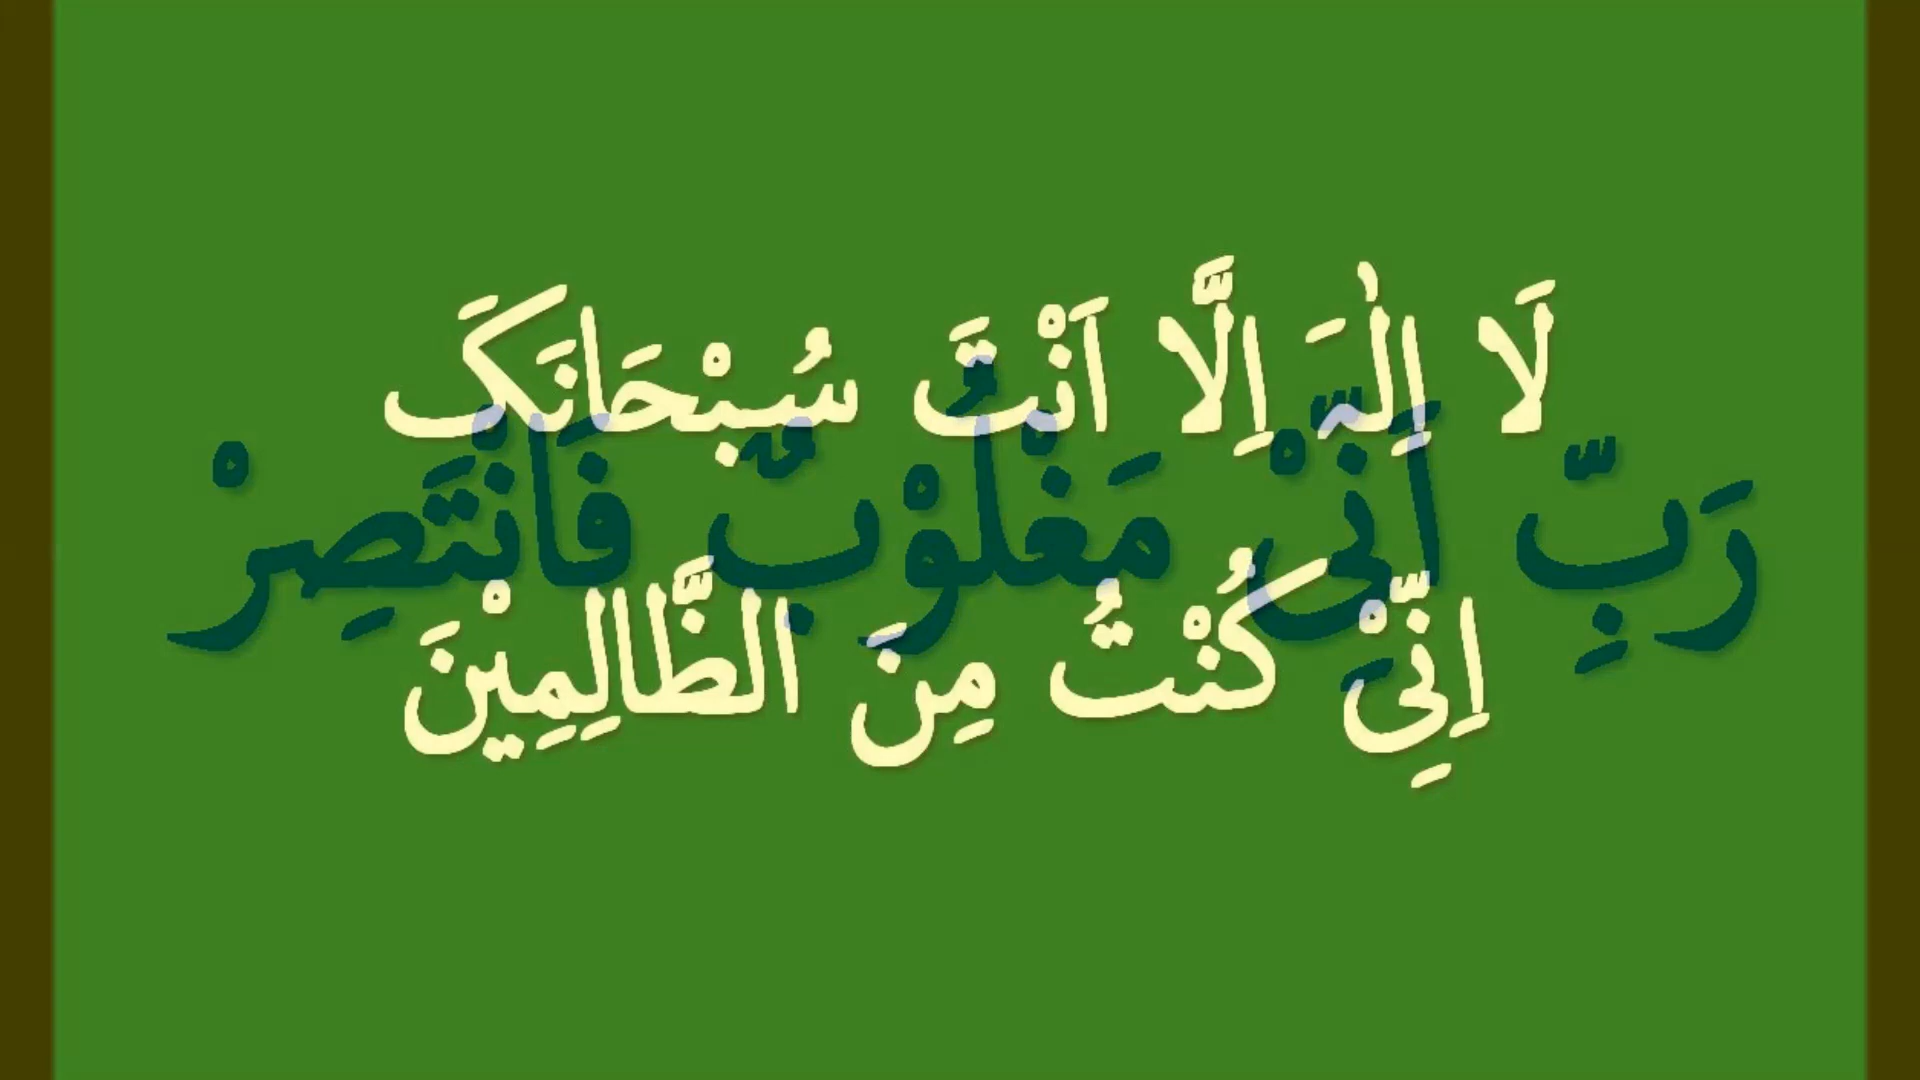 لَا اِلٰہَ اِلَّا اَنْتَ سُبْحَانَکَ
رَبِّ اَنِّیْ مَغْلُوْبٌ فَانْتَصِرْ
اِنِّیْ کُنْتُ مِنَ الظَّالِمِیْنَ